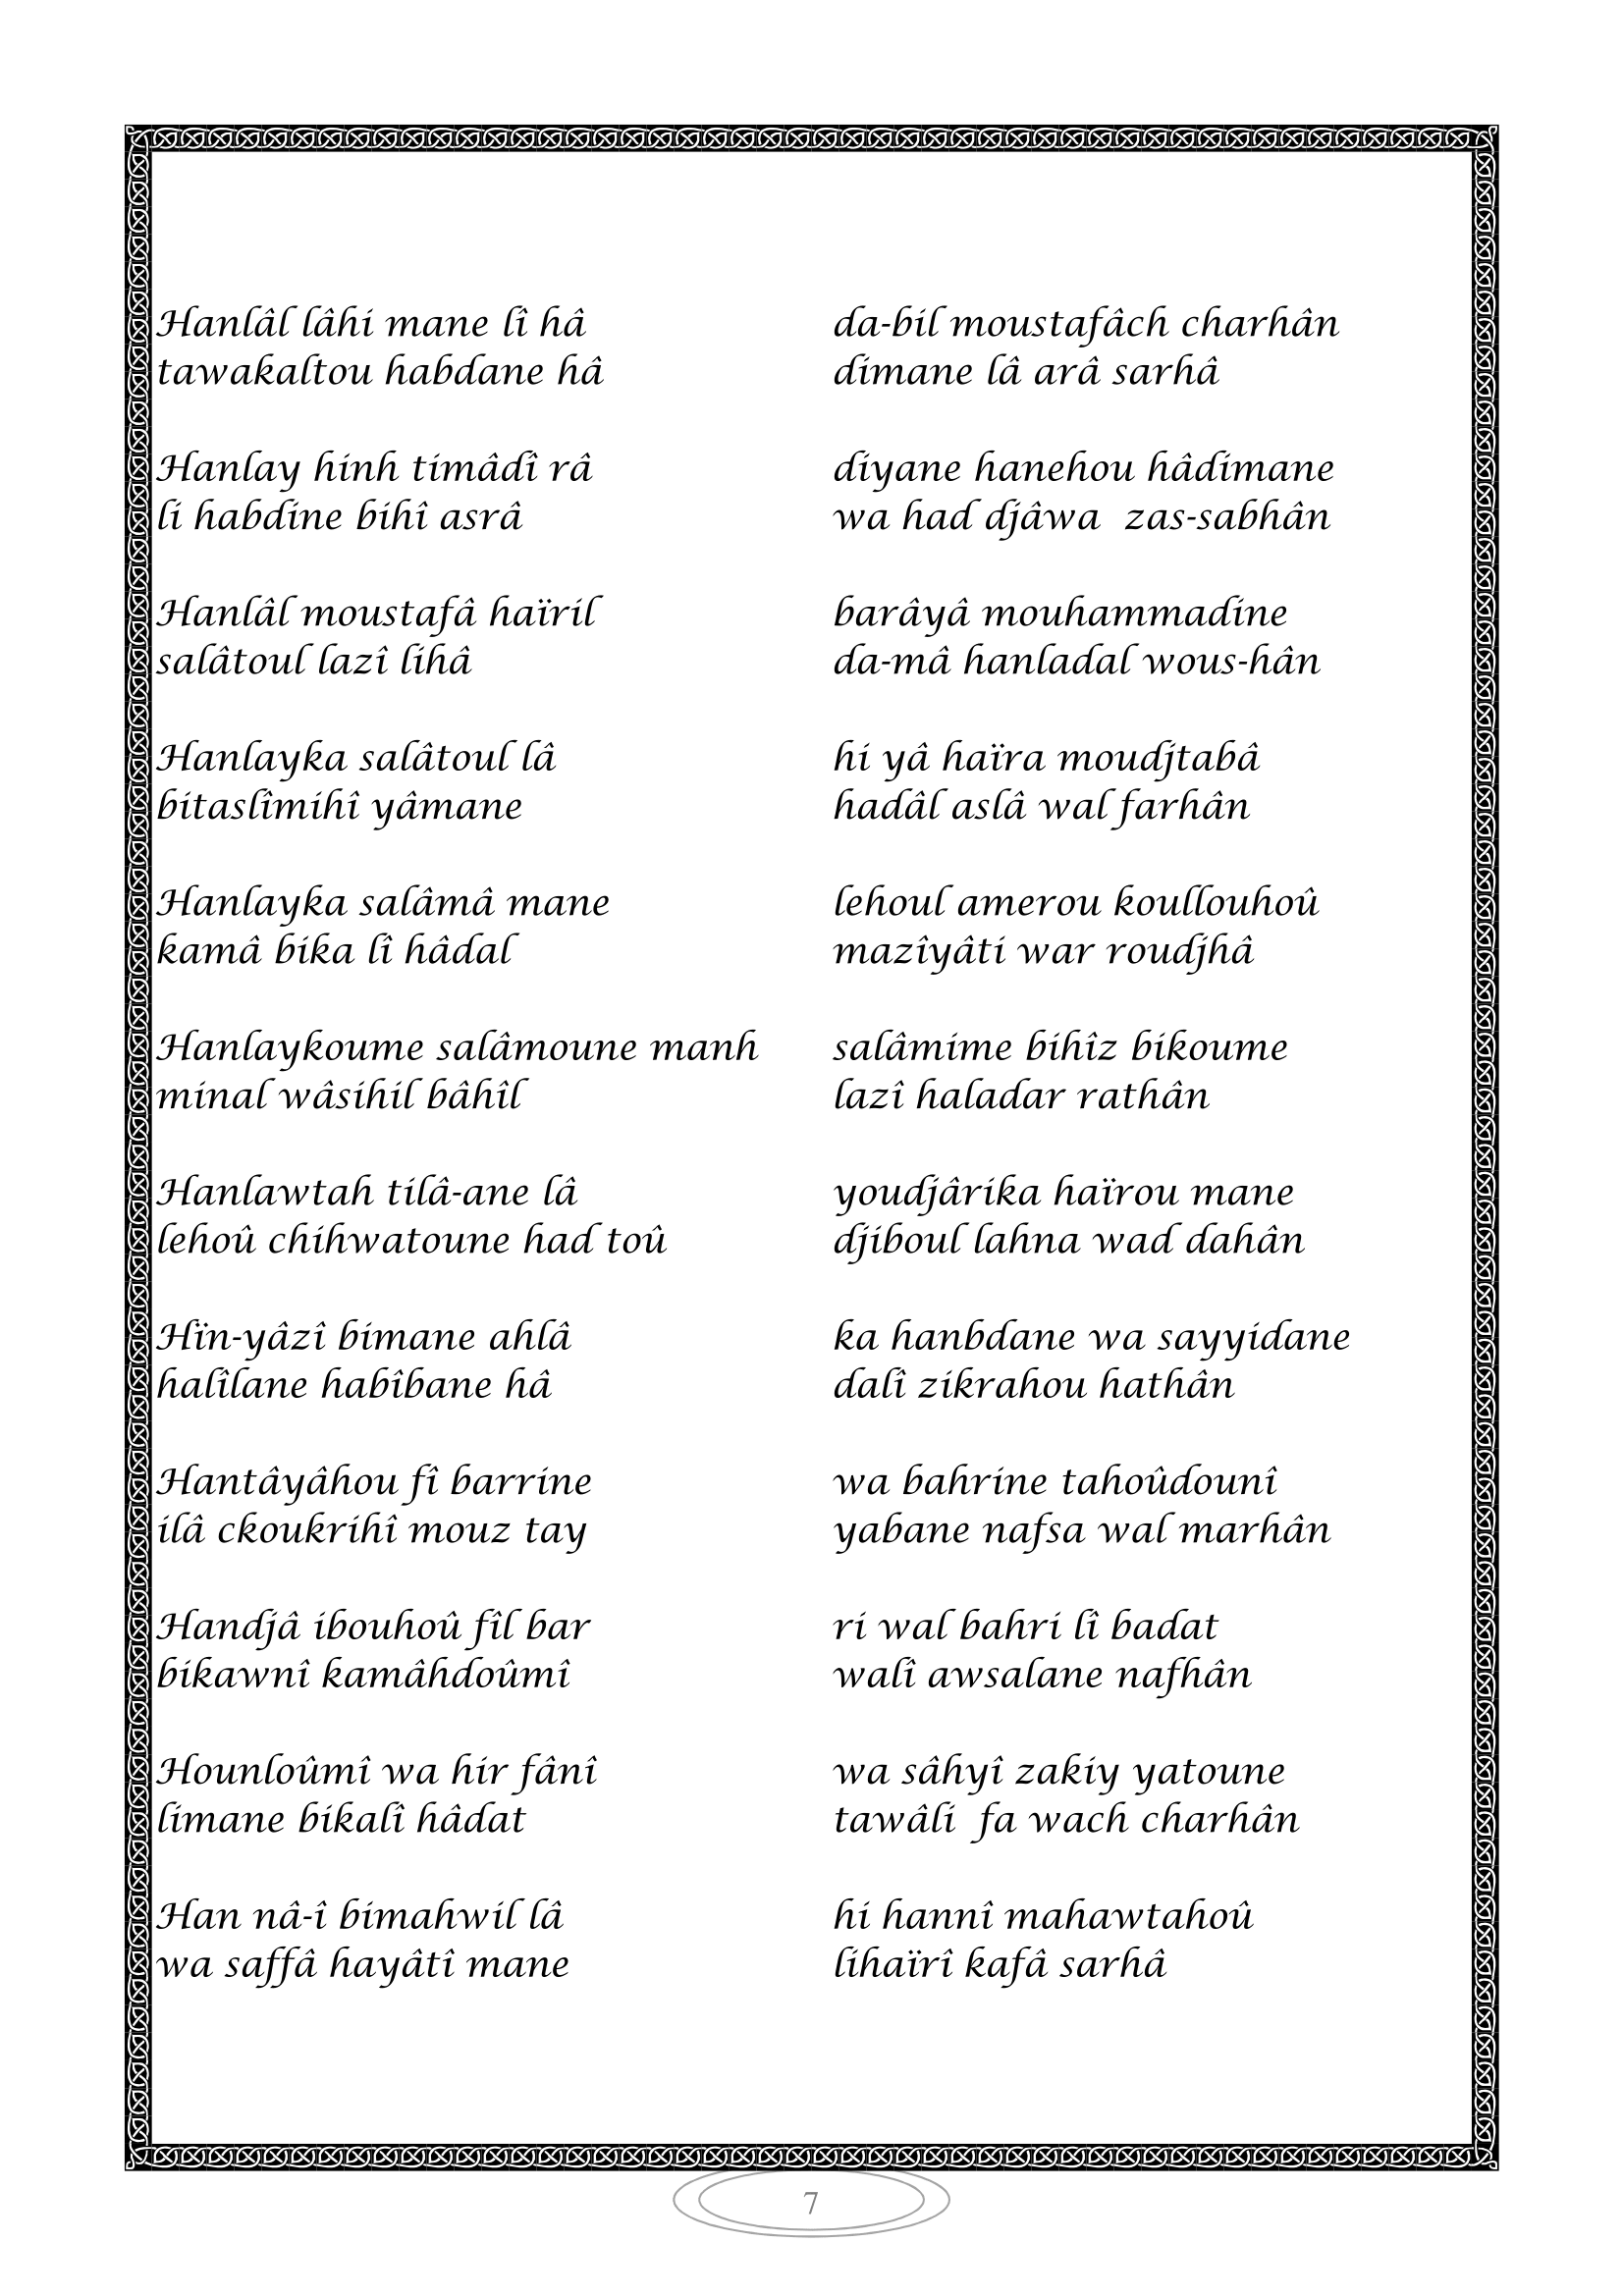 Hanlâl lâhi mane lî hâ da-bil moustafâch charhân
tawakaltou habdane hâ dimane lâ arâ sarhâ
Hanlay hinh timâdî râ diyane hanehou hâdimane
li habdine bihî asrâ wa had djâwa zas-sabhân
Hanlâl moustafâ haïril barâyâ mouhammadine
salâtoul lazî lihâ da-mâ hanladal wous-hân
Hanlayka salâtoul lâ hi yâ haïra moudjtabâ
bitaslîmihî yâmane hadâl aslâ wal farhân
Hanlayka salâmâ mane lehoul amerou koullouhoû
kamâ bika lî hâdal mazîyâti war roudjhâ
Hanlaykoume salâmoune manh salâmime bihîz bikoume
minal wâsihil bâhîl lazî haladar rathân
Hanlawtah tilâ-ane lâ youdjârika haïrou mane
lehoû chihwatoune had toû djiboul lahna wad dahân
Hïn-yâzî bimane ahlâ ka hanbdane wa sayyidane
halîlane habîbane hâ dalî zikrahou hathân
Hantâyâhou fî barrine wa bahrine tahoûdounî
ilâ ckoukrihî mouz tay yabane nafsa wal marhân
Handjâ ibouhoû fîl bar ri wal bahri lî badat
bikawnî kamâhdoûmî walî awsalane nafhân
Hounloûmî wa hir fânî wa sâhyî zakiy yatoune
limane bikalî hâdat tawâli fa wach charhân
Han nâ-î bimahwil lâ hi hannî mahawtahoû
wa saffâ hayâtî mane lihaïrî kafâ sarhâ
7